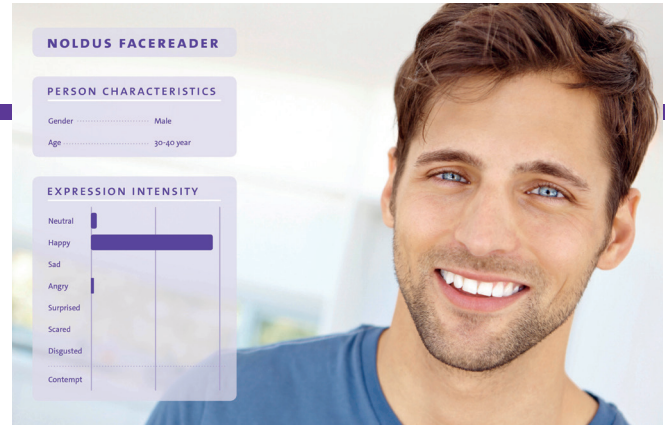 NOLDUS FACEREADER
PERSON CHARACTERISTICS
Gender Male
Age 30-40 year
EXPRESSION INTENSITY
Neutral
Happy
Sad
Angry
Surprised
Scared
Disgusted
Contempt